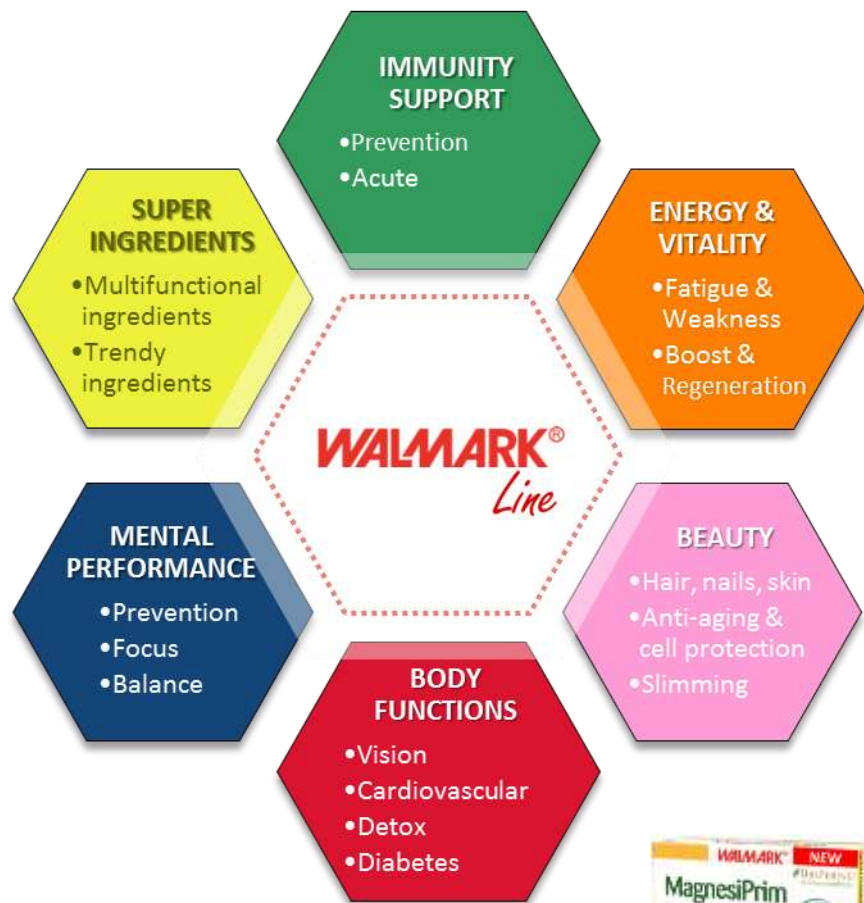 IMMUNITY
SUPPORT
•Prevention
•Acute
ENERGY &
VITALITY
•Fatigue &
Weakness
•Boost &
Regeneration
BEAUTY
•Hair, nails, skin
•Anti-aging &
cell protection
•Slimming
BODY
FUNCTIONS
•Vision
•Cardiovascular
•Detox
•Diabetes
MENTAL
PERFORMANCE
•Prevention
•Focus
•Balance
SUPER
INGREDIENTS
•Multifunctional
ingredients
•Trendy
ingredients
WALMARK®
Line
WALMARK® NEW
MagnesiPrim